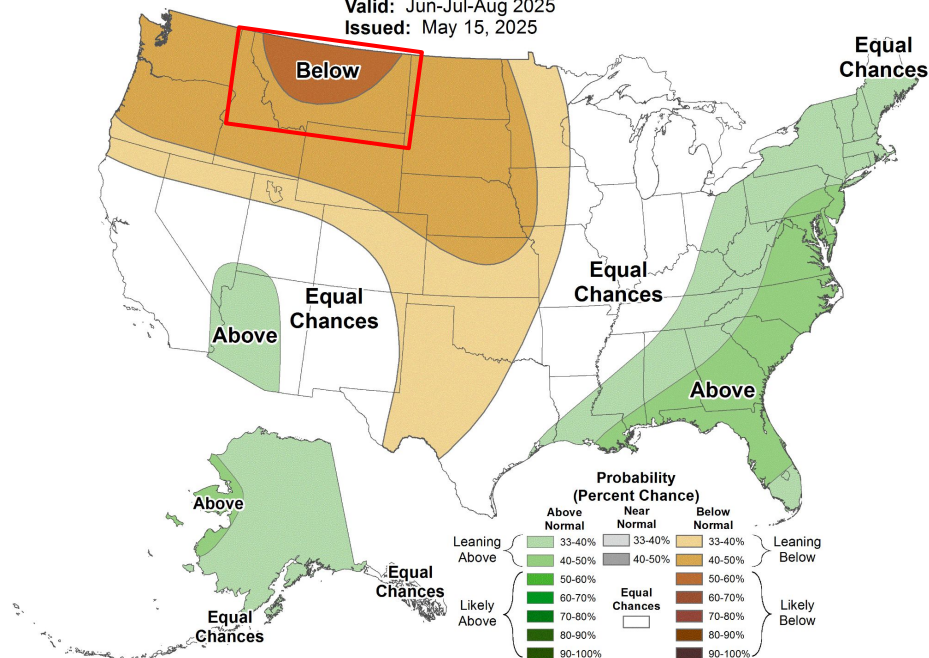 Valid: Jun-Jul-Aug 2025
Issued: May 15, 2025
Equal
Chances
Below
Equal
Chances
Equal
Chances
Above
Above
Above
Equal
Chances
Equal
Chances
Probability
(Percent Chance)
Above
Normal
Near
Normal
Below
Normal
Leaning
Above
33-40%
33-40%
33-40%
Leaning
Below
40-50%
40-50%
40-50%
Likely
Above
50-60%
50-60%
Likely
Below
60-70%
60-70%
Equal
Chances
70-80%
70-80%
80-90%
80-90%
90-100%
90-100%